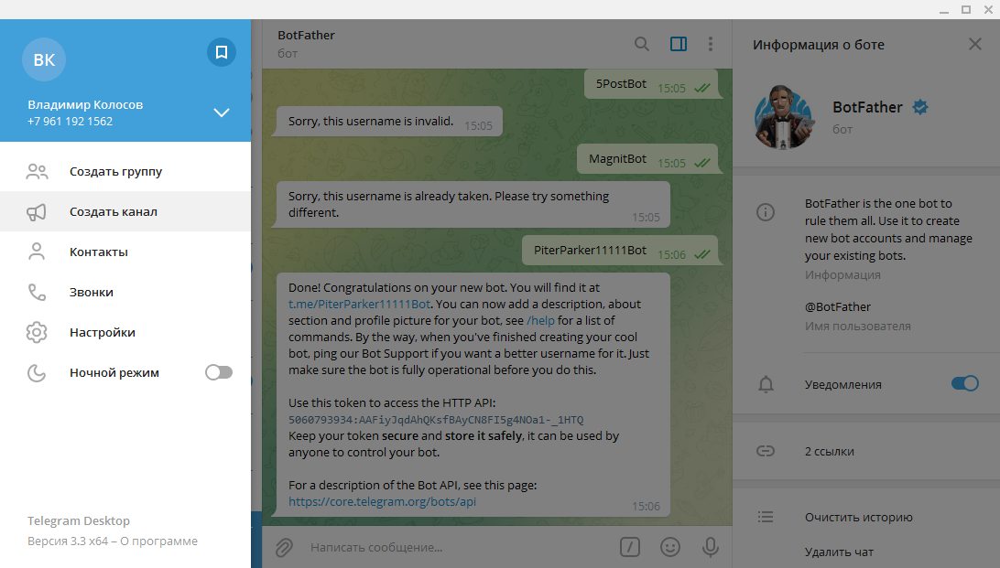 ВК
Владимир Колосов
+7 961 192 1562
Создать группу
Создать канал
Контакты
Звонки
Настройки
Ночной режим
Telegram Desktop
Версия 3.3 x64 – О программе
BotFather
бот
5PostBot 15:05
Sorry, this username is invalid. 15:05
MagnitBot 15:05
Sorry, this username is already taken. Please try something
different.
15:05
PiterParker11111Bot 15:06
Done! Congratulations on your new bot. You will find it at
t.me/PiterParker11111Bot. You can now add a description, about
section and profile picture for your bot, see /help for a list of
commands. By the way, when you've finished creating your cool
bot, ping our Bot Support if you want a better username for it. Just
make sure the bot is fully operational before you do this.
Use this token to access the HTTP API:
5060793934:AAFiyJqdAhQKsfBAyCN8FI5g4NOa1-_1HTQ
Keep your token secure and store it safely, it can be used by
anyone to control your bot.
For a description of the Bot API, see this page:
https://core.telegram.org/bots/api
15:06
Написать сообщение...
Информация о боте
BotFather
бот
BotFather is the one bot to
rule them all. Use it to create
new bot accounts and manage
your existing bots.
Информация
@BotFather
Имя пользователя
Уведомления
2 ссылки
Очистить историю
Удалить чат